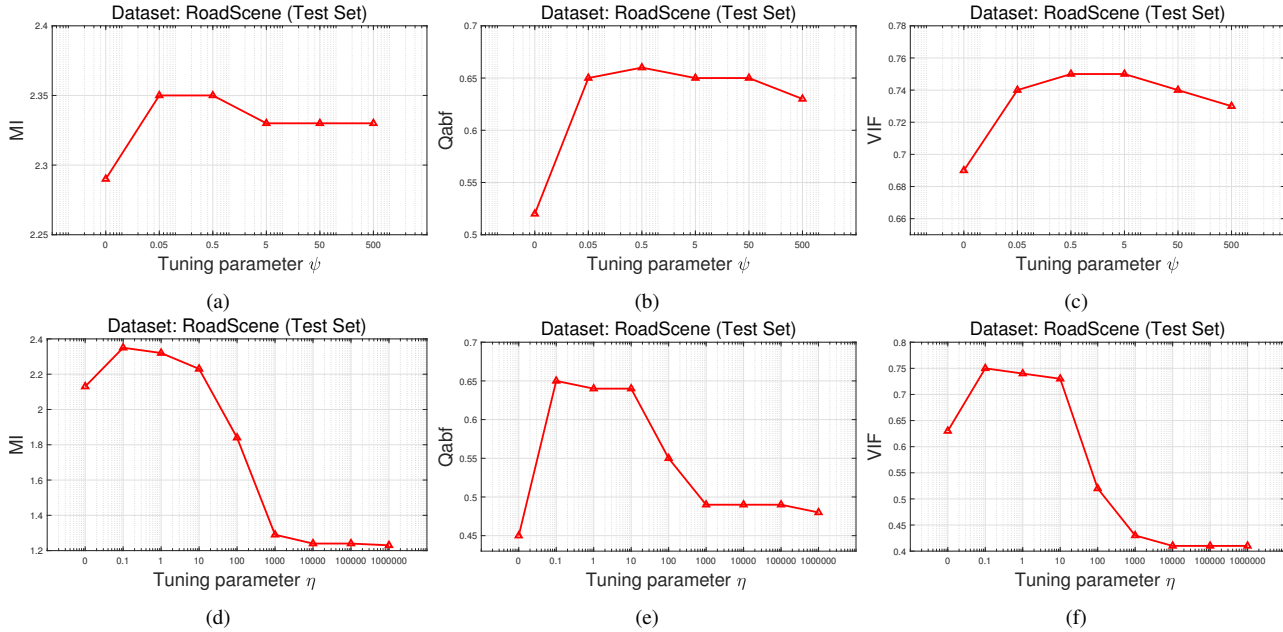 Dataset: RoadScene (Test Set)
2.4
2.35
2.3
2.25
MI
0 0.05 0.5 5 50 500
Tuning parameter ψ
(a)
Dataset: RoadScene (Test Set)
0.7
0.65
0.6
0.55
0.5
Qabf
0 0.05 0.5 5 50 500
Tuning parameter ψ
(b)
Dataset: RoadScene (Test Set)
0.78
0.76
0.74
0.72
0.7
0.68
0.66
VIF
0 0.05 0.5 5 50 500
Tuning parameter ψ
(c)
Dataset: RoadScene (Test Set)
2.4
2.2
2
1.8
1.6
1.4
1.2
MI
0 0.1 1 10 100 1000 10000 100000 1000000
Tuning parameter η
(d)
Dataset: RoadScene (Test Set)
0.7
0.65
0.6
0.55
0.5
0.45
Qabf
0 0.1 1 10 100 1000 10000 100000 1000000
Tuning parameter η
(e)
Dataset: RoadScene (Test Set)
0.8
0.75
0.7
0.65
0.6
0.55
0.5
0.45
0.4
VIF
0 0.1 1 10 100 1000 10000 100000 1000000
Tuning parameter η
(f)